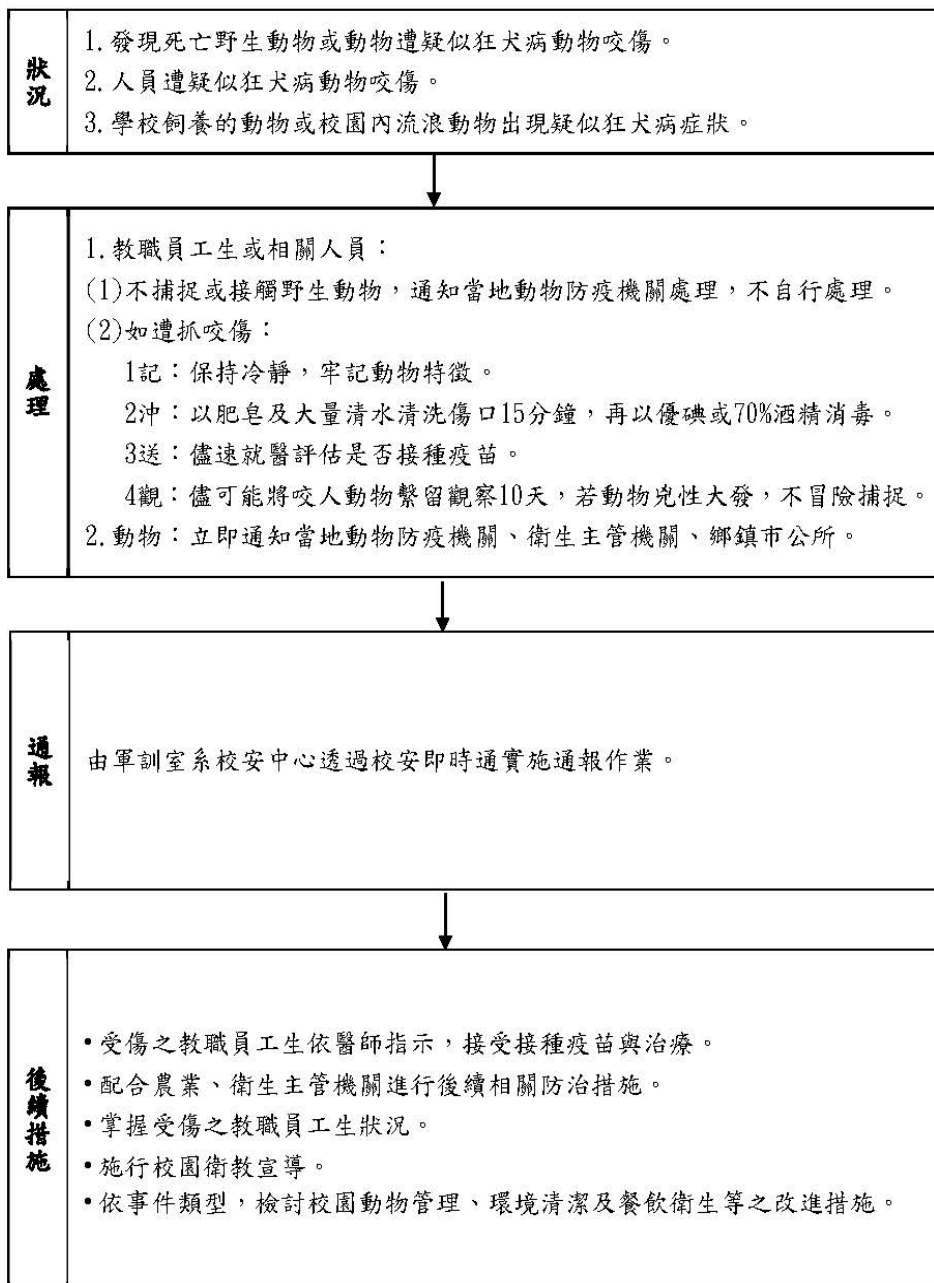 狀況
1.發現死亡野生動物或動物遭疑似狂犬病動物咬傷。
2.人員遭疑似狂犬病動物咬傷。
3.學校飼養的動物或校園內流浪動物出現疑似狂犬病症狀。
處理
1.教職員工生或相關人員：
(1)不捕捉或接觸野生動物，通知當地動物防疫機關處理，不自行處理。
(2)如遭抓咬傷：
1記：保持冷靜，牢記動物特徵。
2沖：以肥皂及大量清水清洗傷口15分鐘，再以優碘或70%酒精消毒。
3送：儘速就醫評估是否接種疫苗。
4觀：儘可能將咬人動物繫留觀察10天，若動物兇性大發，不冒險捕捉。
2.動物：立即通知當地動物防疫機關、衛生主管機關、鄉鎮市公所。
通報
由軍訓室系校安中心透過校安即時通實施通報作業。
後續措施
•受傷之教職員工生依醫師指示，接受接種疫苗與治療。
•配合農業、衛生主管機關進行後續相關防治措施。
•掌握受傷之教職員工生狀況。
•施行校園衛教宣導。
•依事件類型，檢討校園動物管理、環境清潔及餐飲衛生等之改進措施。